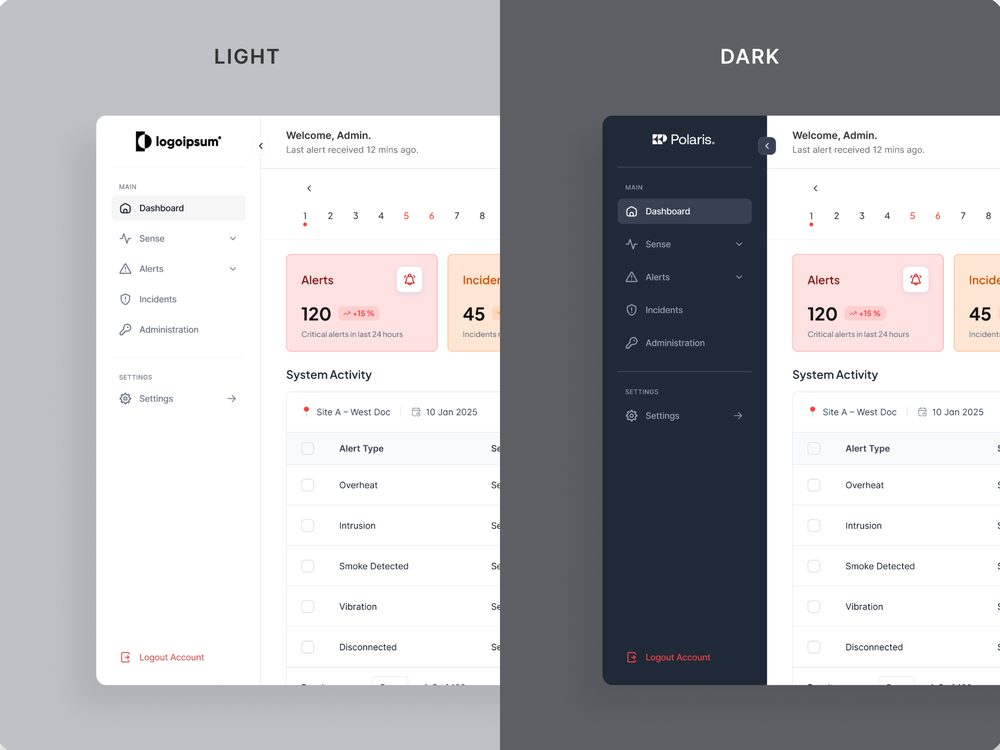 LIGHT
logoipsum
Welcome, Admin.
Last alert received 12 mins ago.
MAIN
Dashboard
Sense
Alerts
Incidents
Administration
SETTINGS
Settings
Logout Account
1 2 3 4 5 6 7 8
Alerts
120 +15 %
Critical alerts in last 24 hours
45
System Activity
Site A – West Doc 10 Jan 2025
Alert Type
Overheat
Intrusion
Smoke Detected
Vibration
Disconnected
DARK
Polaris
Welcome, Admin.
Last alert received 12 mins ago.
MAIN
Dashboard
Sense
Alerts
Incidents
Administration
SETTINGS
Settings
Logout Account
1 2 3 4 5 6 7 8
Alerts
120 +15 %
Critical alerts in last 24 hours
45
Incidents
System Activity
Site A – West Doc 10 Jan 2025
Alert Type
Overheat
Intrusion
Smoke Detected
Vibration
Disconnected